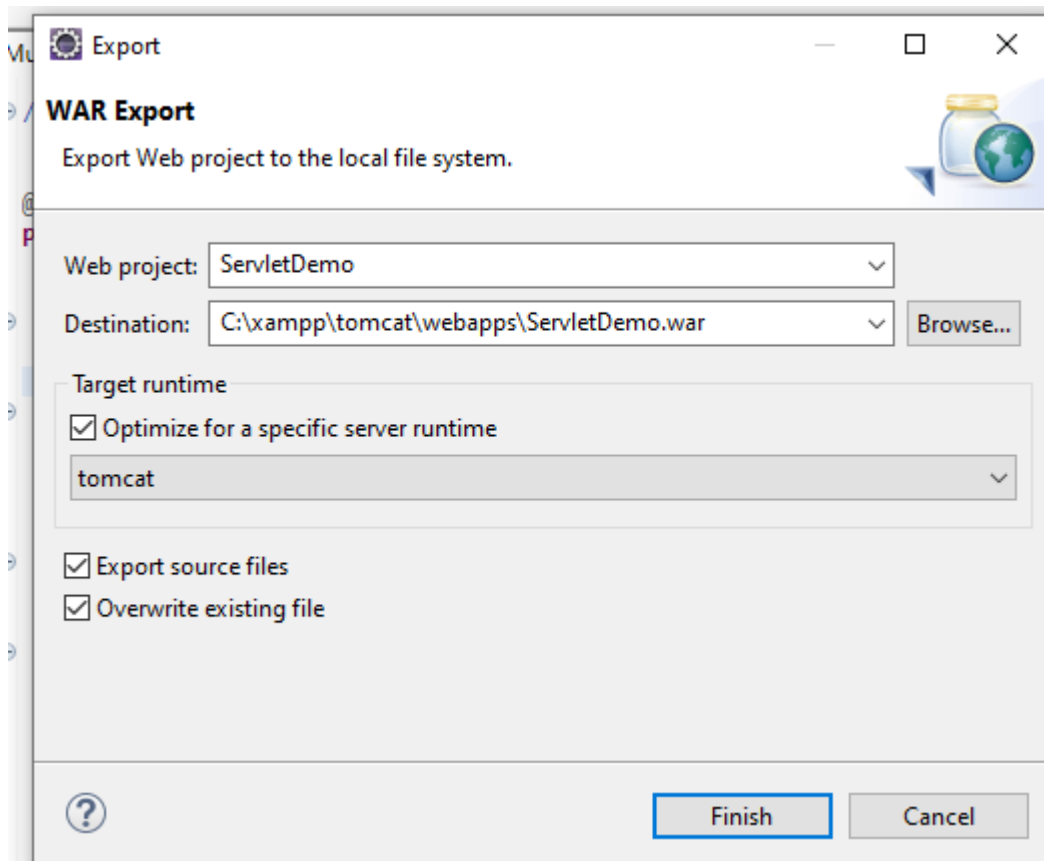 Export
Mu
/
WAR Export
Export Web project to the local file system.
@
p
Web project: ServletDemo
Destination: C:\xampp\tomcat\webapps\ServletDemo.war Browse...
Target runtime
Optimize for a specific server runtime
tomcat
Export source files
Overwrite existing file
? Finish Cancel